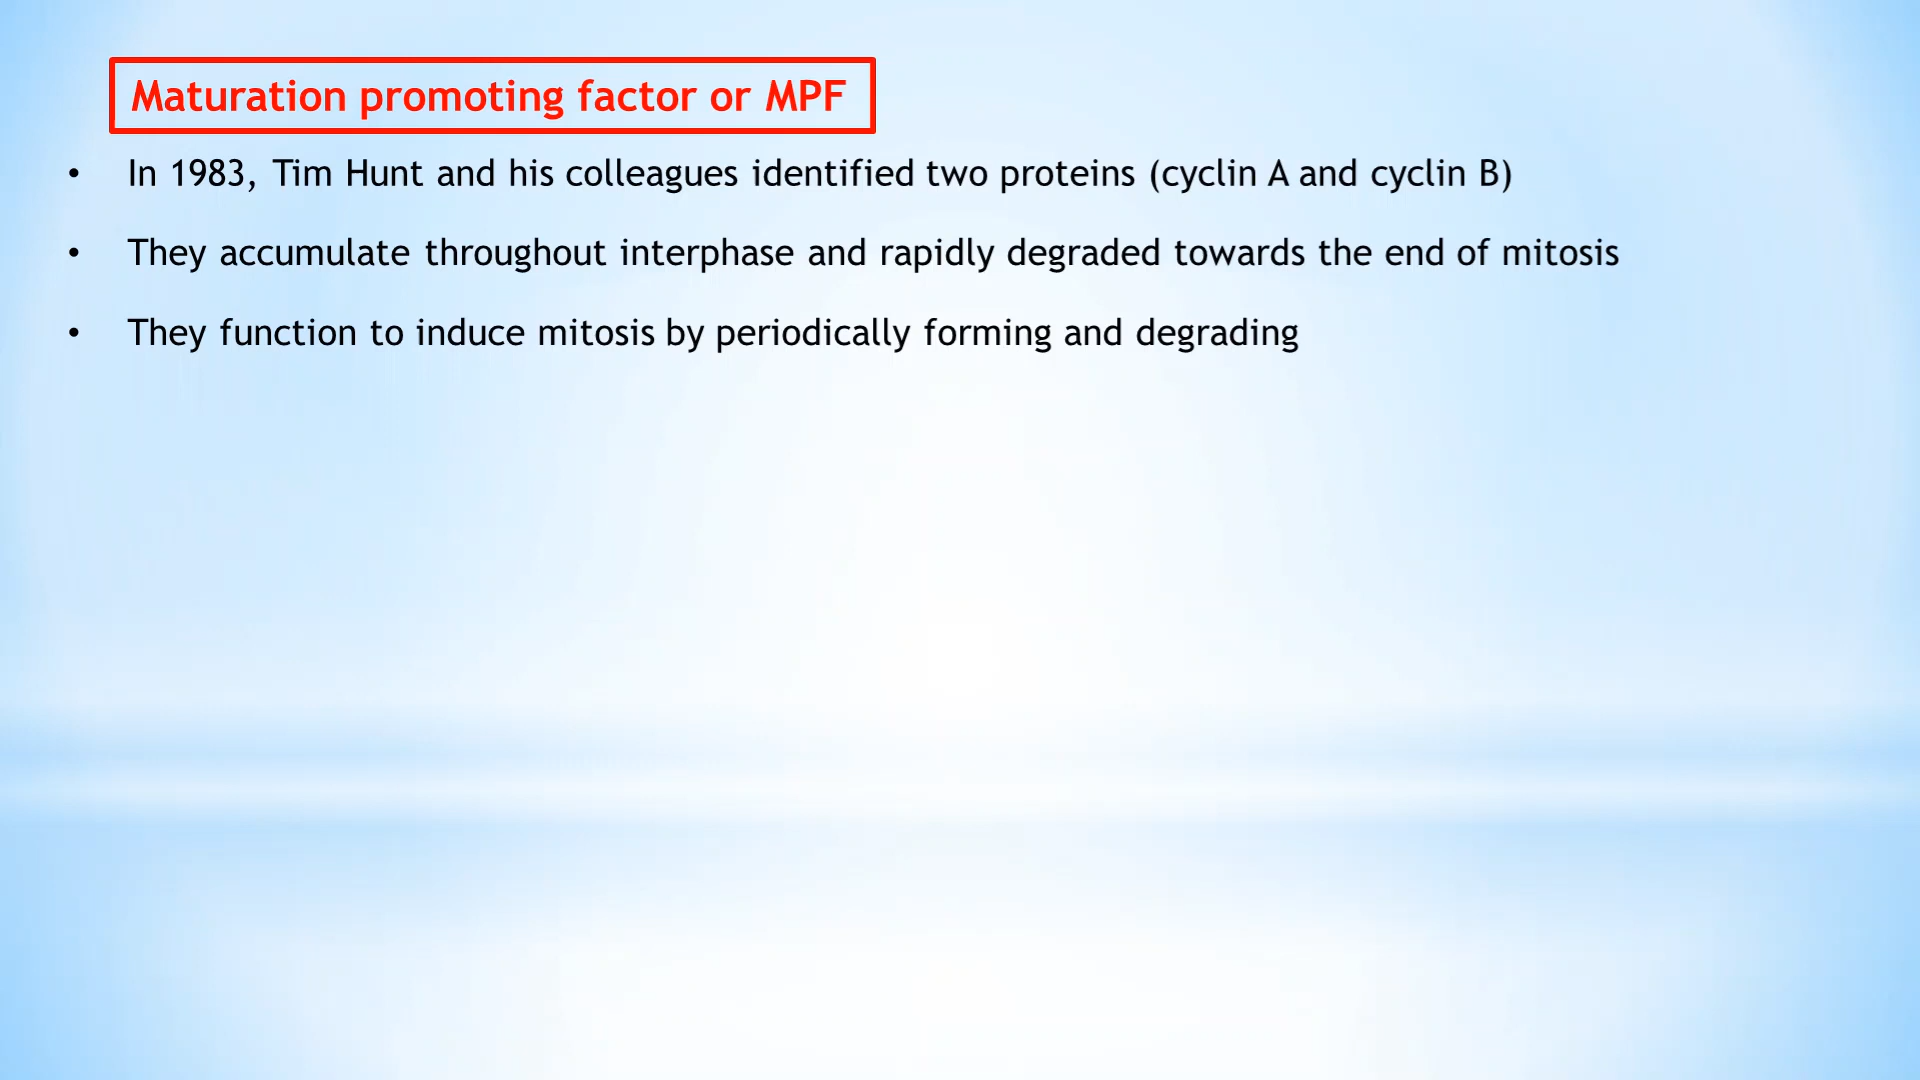 Maturation promoting factor or MPF
• In 1983, Tim Hunt and his colleagues identified two proteins (cyclin A and cyclin B)
• They accumulate throughout interphase and rapidly degraded towards the end of mitosis
• They function to induce mitosis by periodically forming and degrading